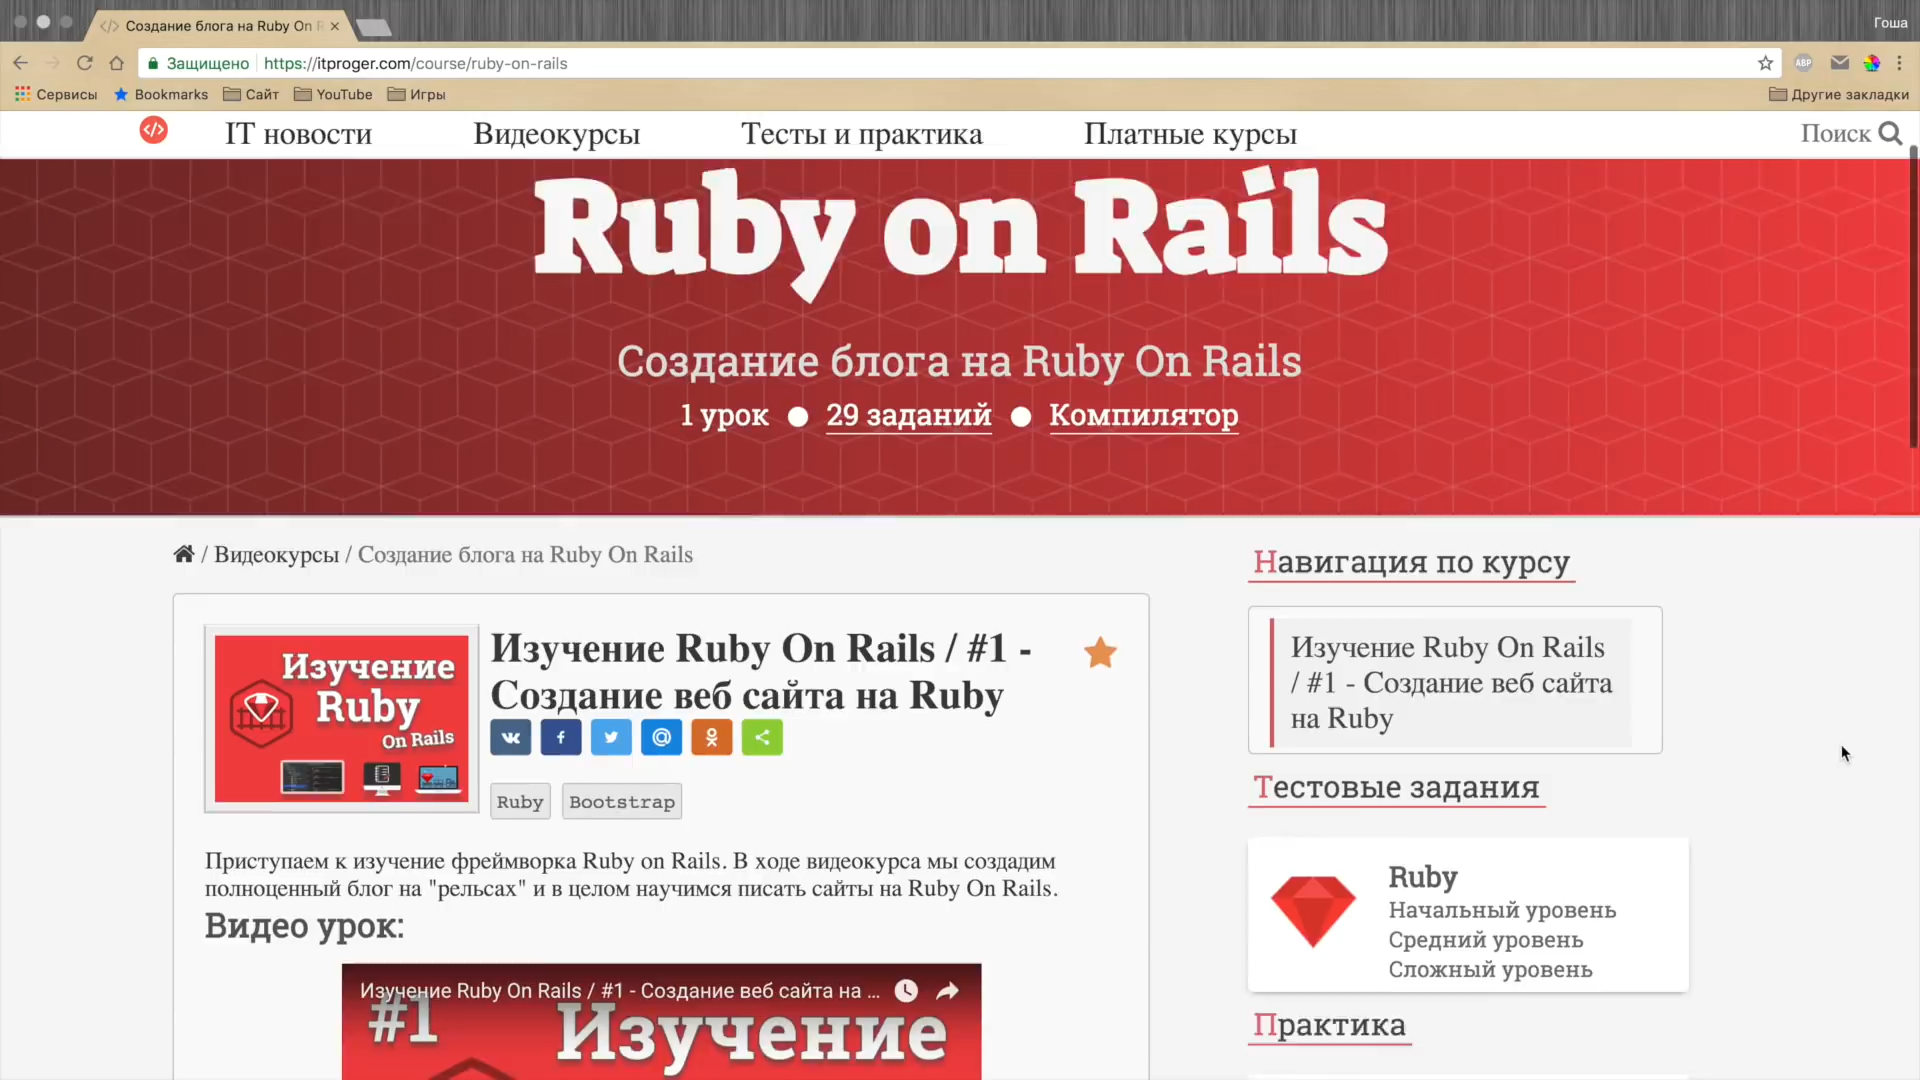 Создание блога на Ruby On R
Гоша
Защищено https://itproger.com/course/ruby-on-rails
ABP
Сервисы Bookmarks Сайт YouTube Игры Другие закладки
IT новости Видеокурсы Тесты и практика Платные курсы Поиск
Ruby on Rails
Создание блога на Ruby On Rails
1 урок 29 заданий Компилятор
/ Видеокурсы / Создание блога на Ruby On Rails
Изучение
Ruby
On Rails
Изучение Ruby On Rails / #1 -
Создание веб сайта на Ruby
Ruby Bootstrap
Приступаем к изучение фреймворка Ruby on Rails. В ходе видеокурса мы создадим
полноценный блог на "рельсах" и в целом научимся писать сайты на Ruby On Rails.
Видео урок:
Изучение Ruby On Rails / #1 - Создание веб сайта на ...
#1 Изучение
Навигация по курсу
Изучение Ruby On Rails
/ #1 - Создание веб сайта
на Ruby
Тестовые задания
Ruby
Начальный уровень
Средний уровень
Сложный уровень
Практика